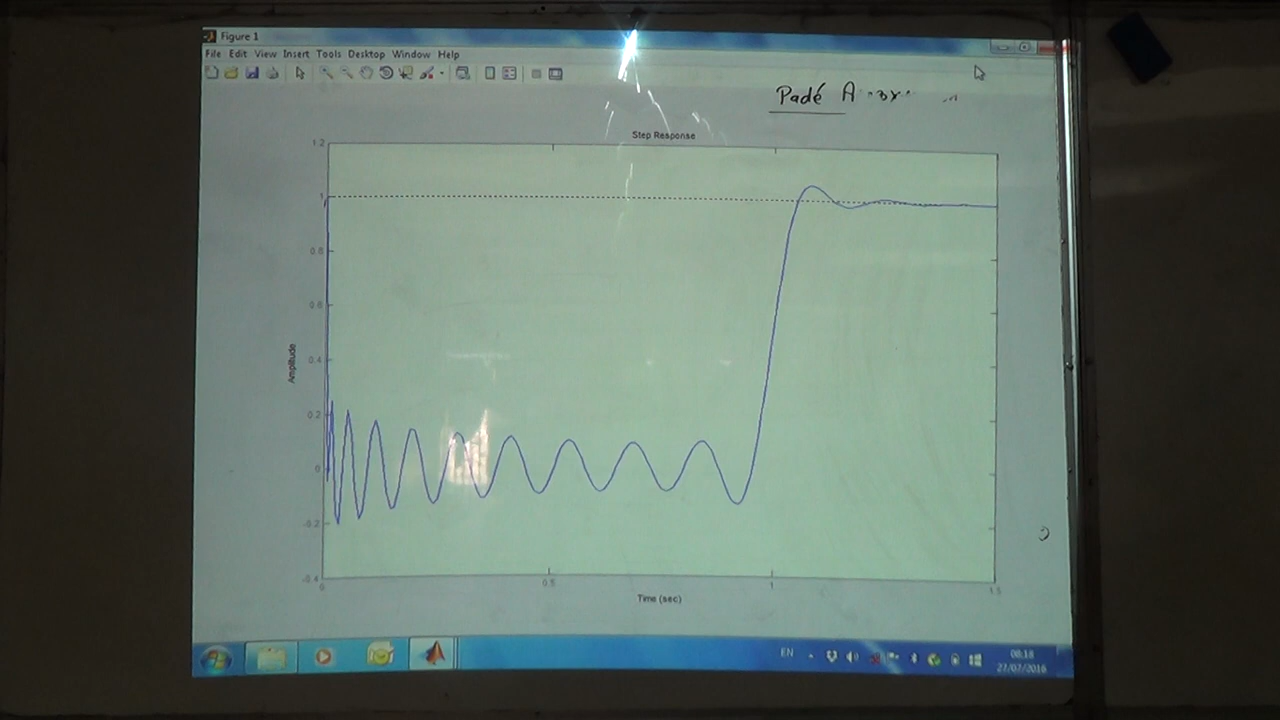 Figure 1
File Edit View Insert Tools Desktop Window Help
Padé
Step Response
1.2
1
0.8
0.6
0.4
0.2
0
-0.2
-0.4
Amplitude
0 0.5 1 1.5
Time (sec)
EN
08:18
27/07/2016